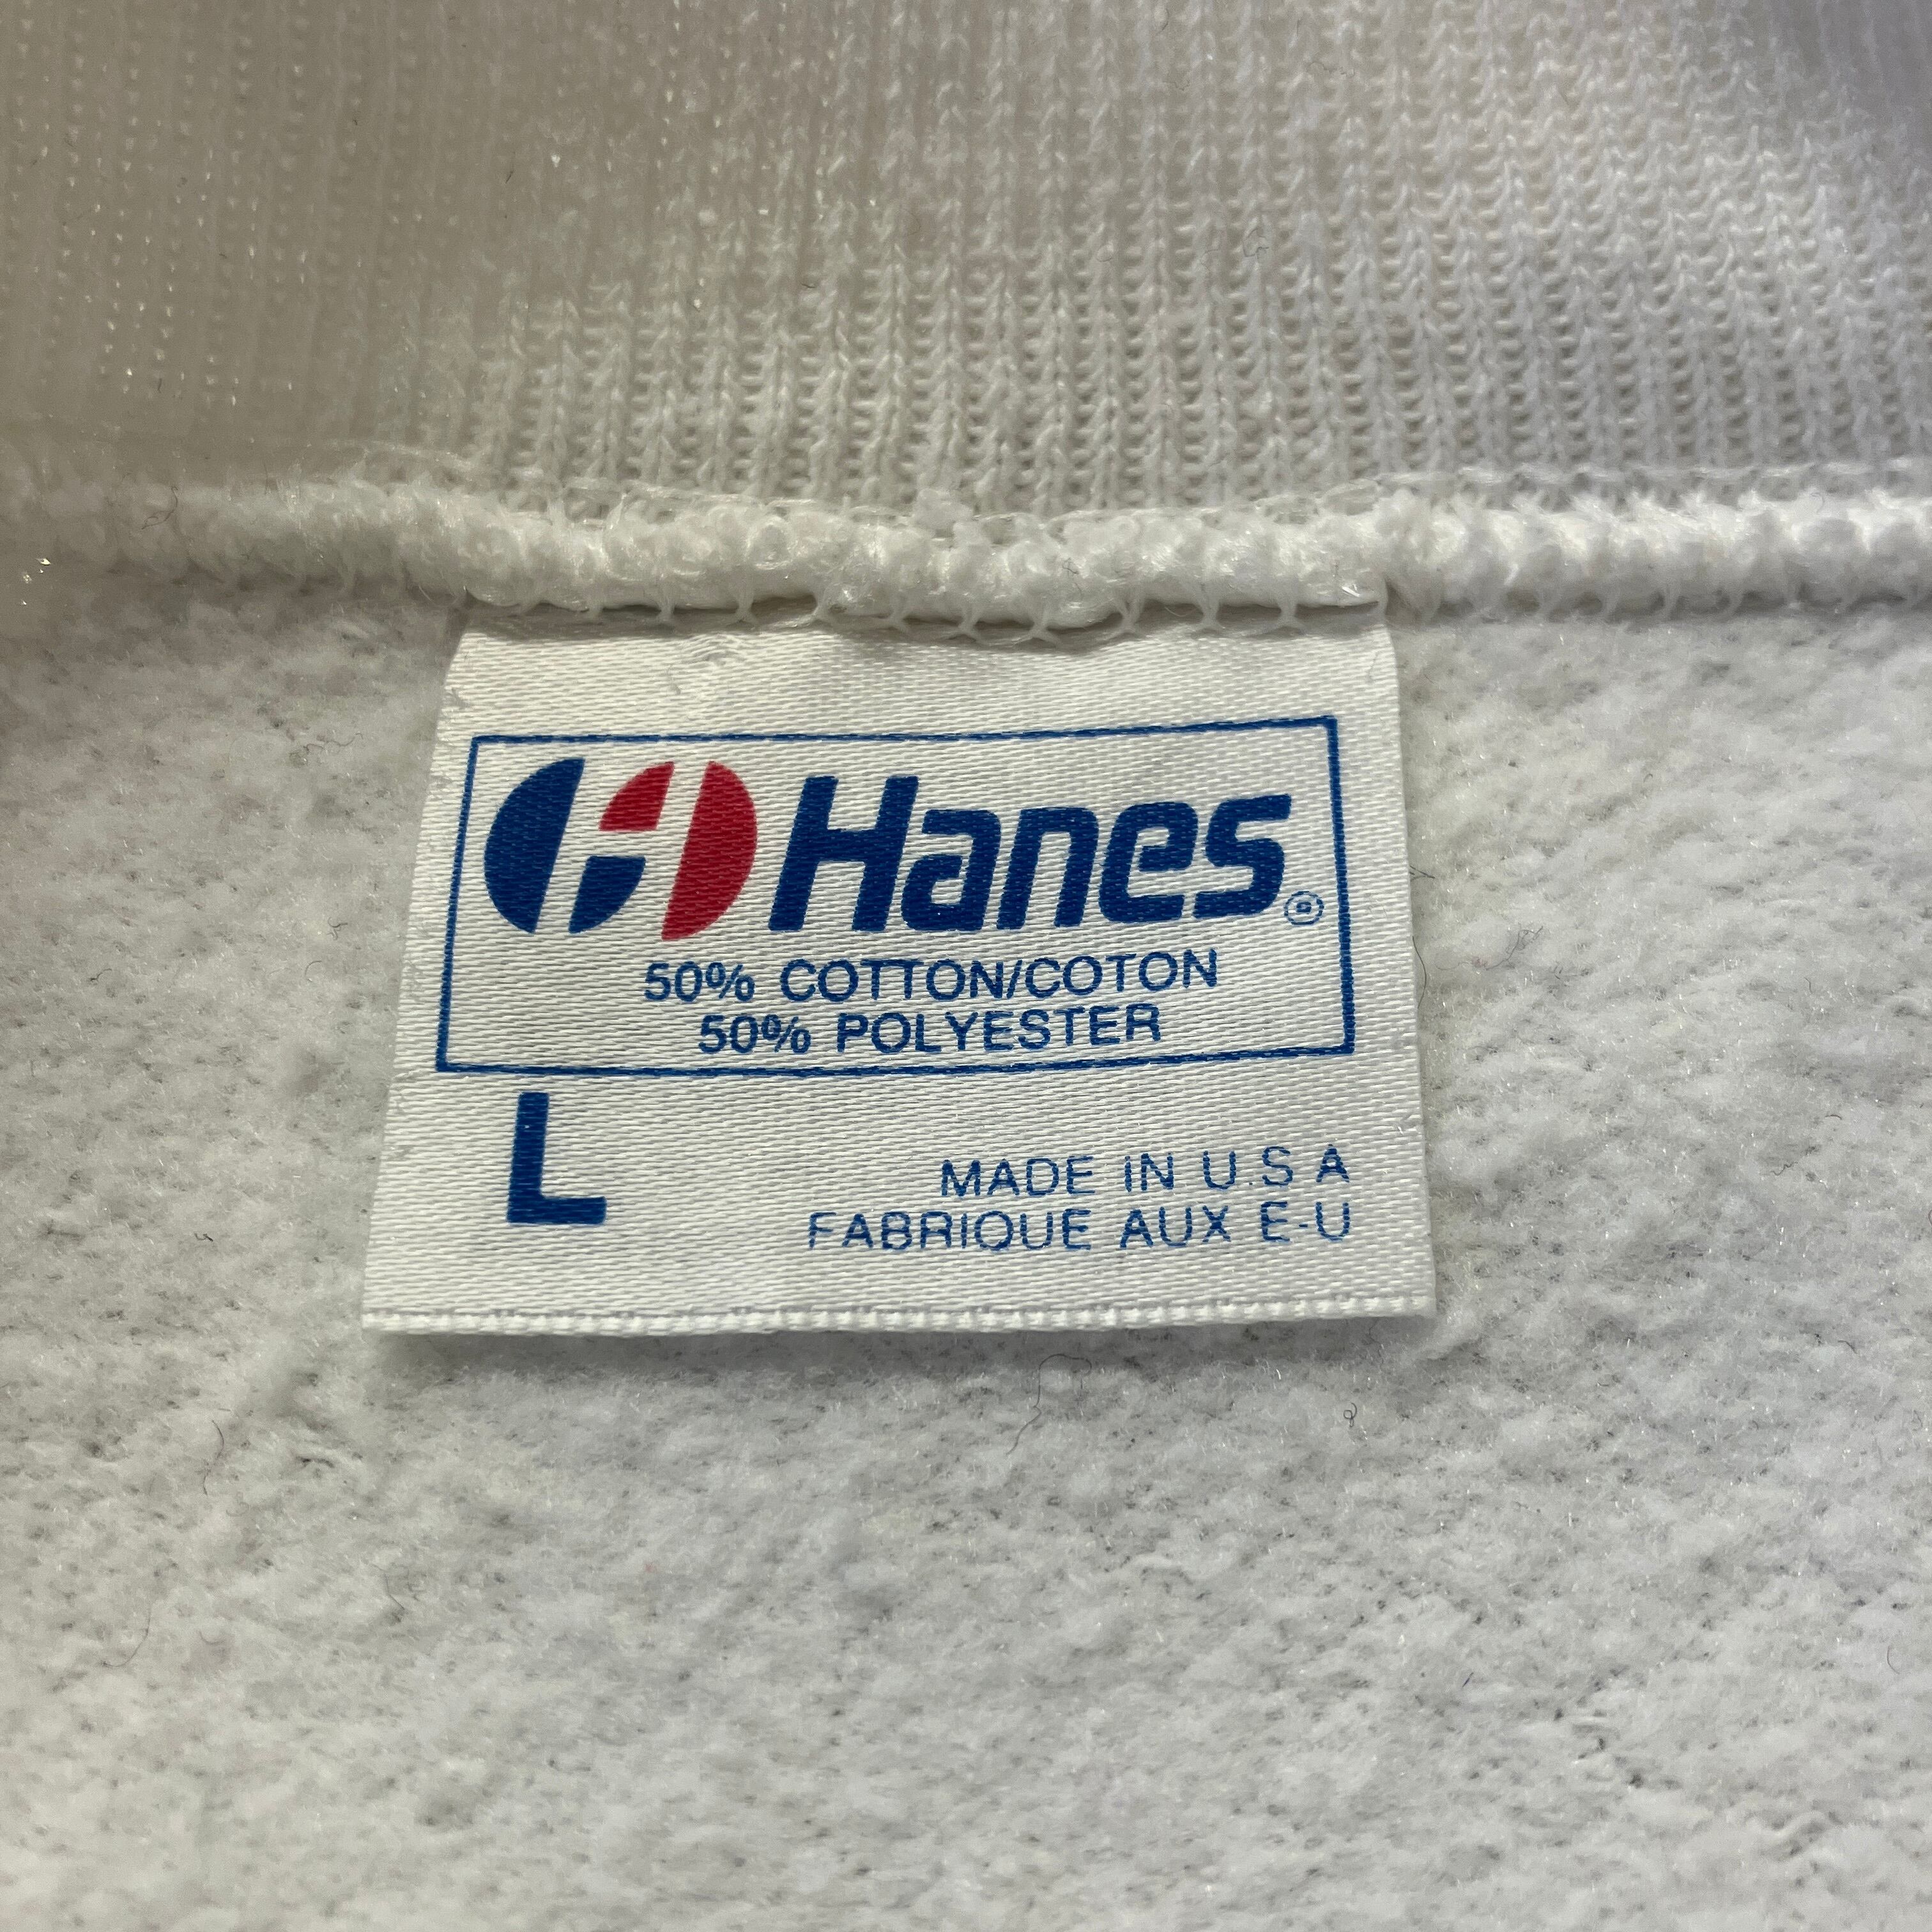 Hanes®
50% COTTON/COTON
50% POLYESTER
L
MADE IN U.S A
FABRIQUE AUX E-U